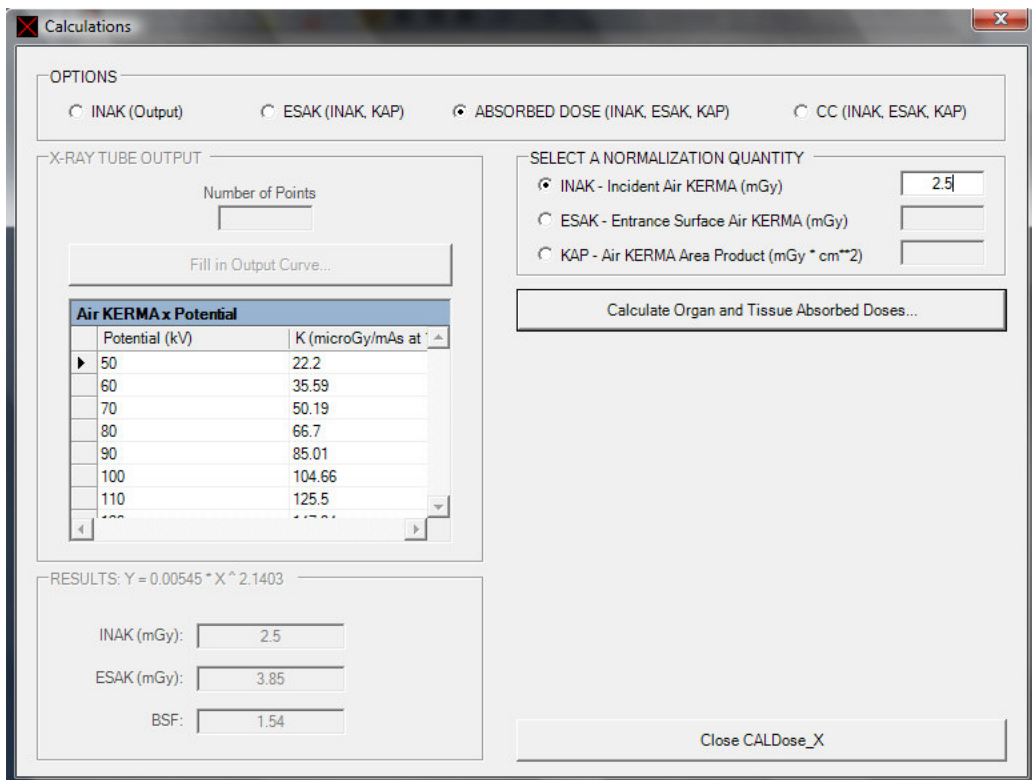 Calculations
OPTIONS
INAK (Output)
ESAK (INAK, KAP)
ABSORBED DOSE (INAK, ESAK, KAP)
CC (INAK, ESAK, KAP)
X-RAY TUBE OUTPUT
Number of Points
Fill in Output Curve...
Air KERMA x Potential
Potential (kV) K (microGy/mAs at
50 22.2
60 35.59
70 50.19
80 66.7
90 85.01
100 104.66
110 125.5
RESULTS: Y = 0.00545 * X ^ 2.1403
INAK (mGy): 2.5
ESAK (mGy): 3.85
BSF: 1.54
SELECT A NORMALIZATION QUANTITY
INAK - Incident Air KERMA (mGy) 2.5
ESAK - Entrance Surface Air KERMA (mGy)
KAP - Air KERMA Area Product (mGy * cm**2)
Calculate Organ and Tissue Absorbed Doses...
Close CALDose_X